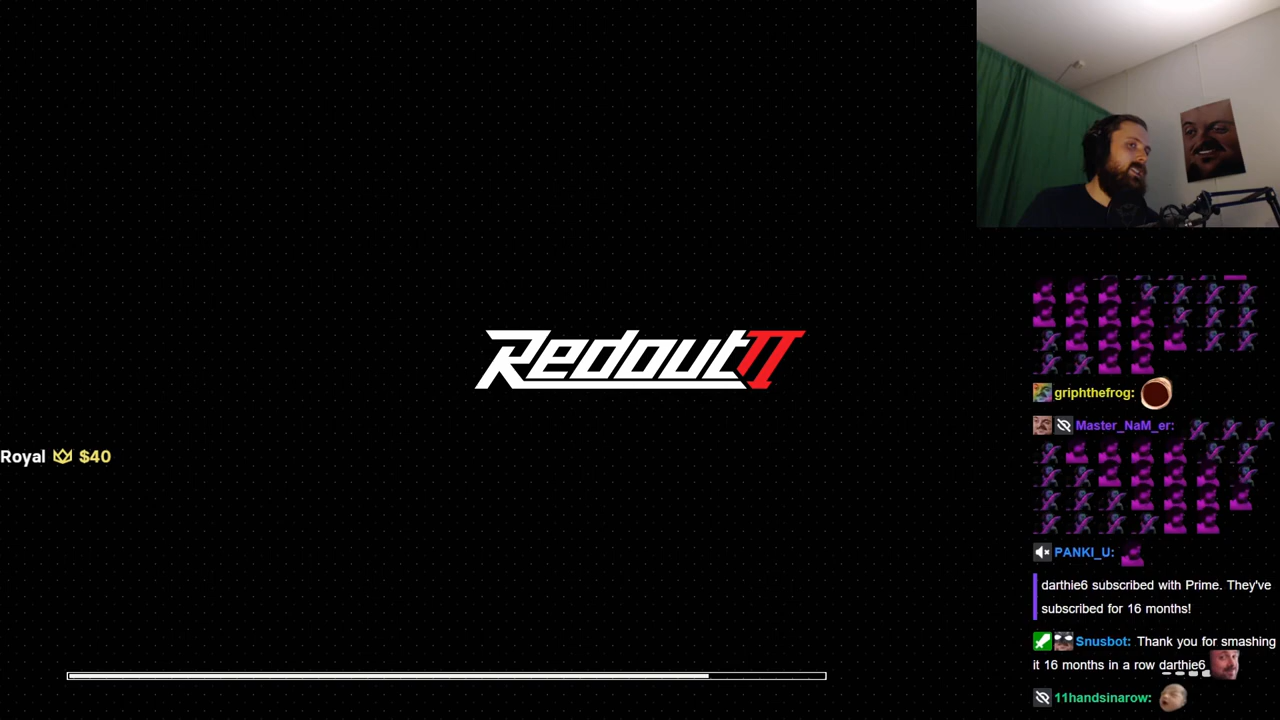 Redout II
griphthefrog:
Master_NaM_er:
Royal $40
PANKI_U:
darthie6 subscribed with Prime. They've
subscribed for 16 months!
Snusbot: Thank you for smashing
it 16 months in a row darthie6
11handsinarow: